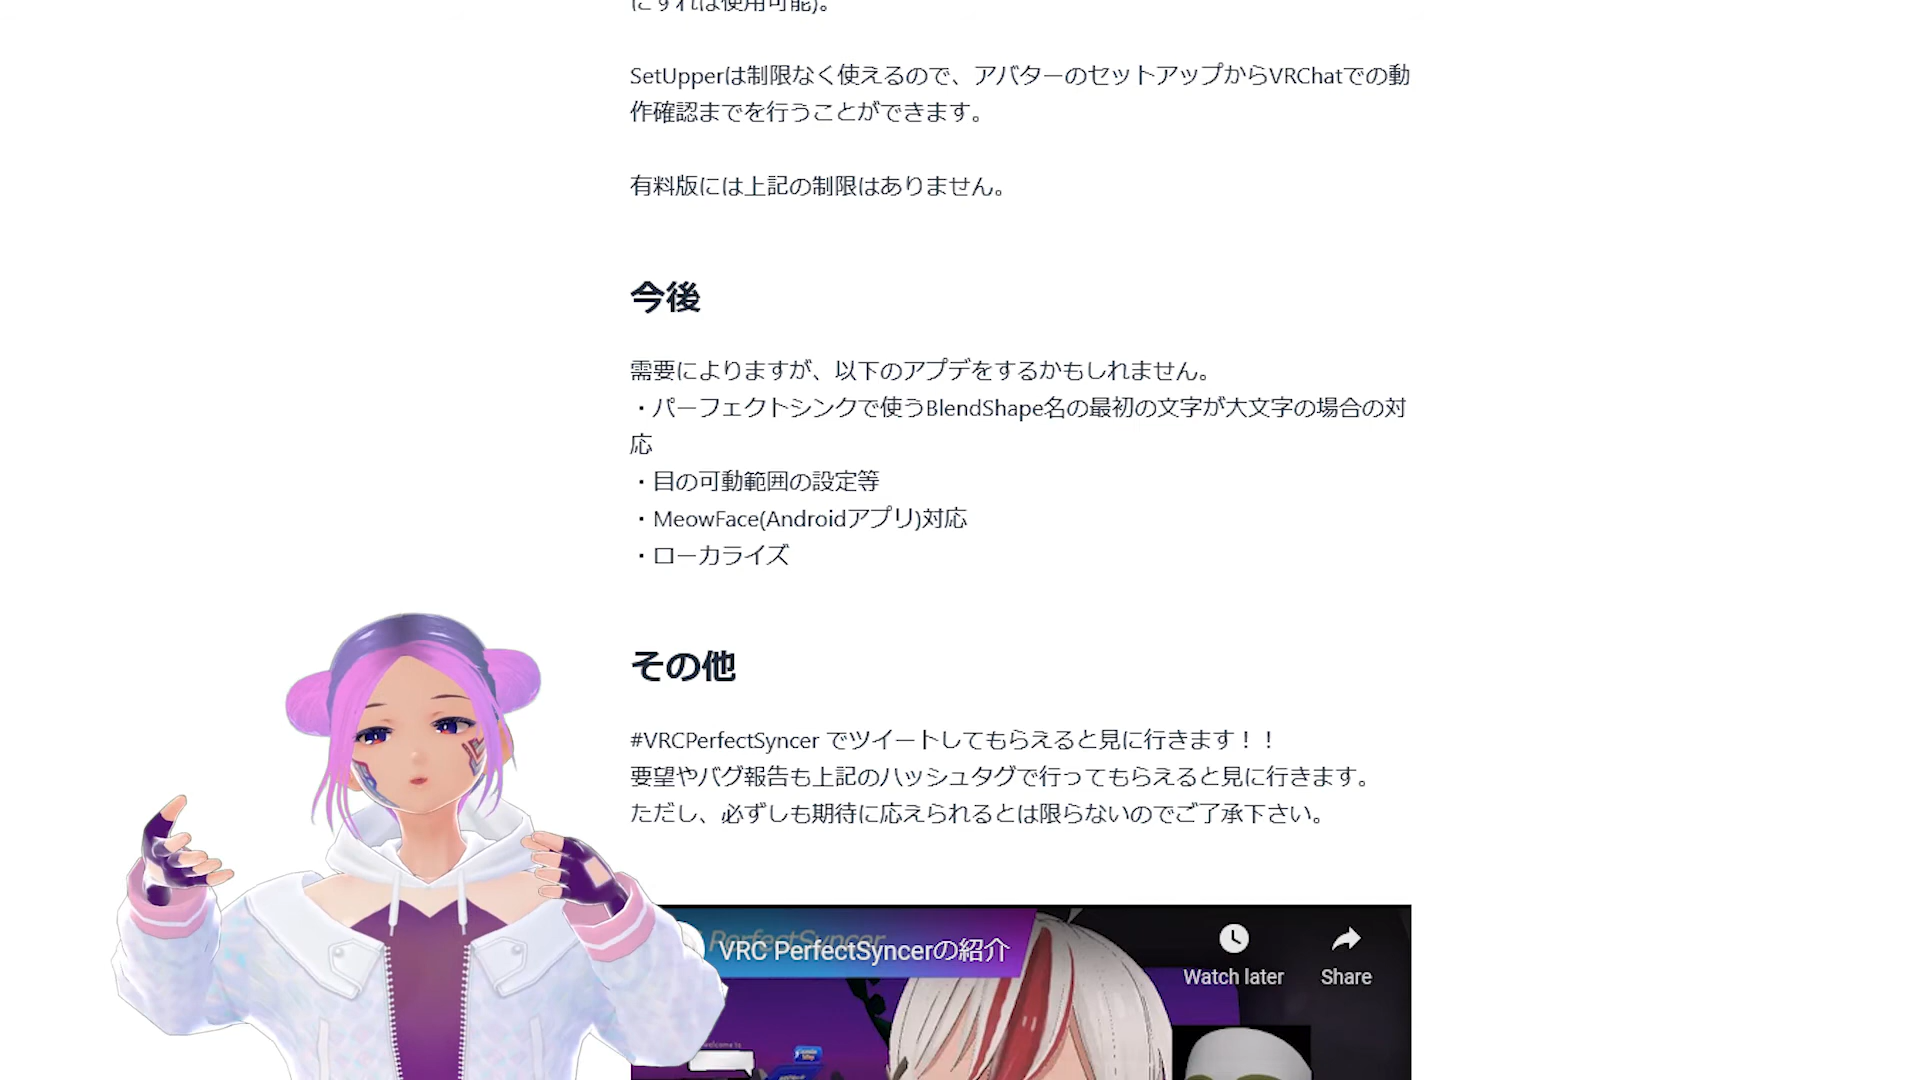 にすれば使用可能)。
SetUpperは制限なく使えるので、アバターのセットアップからVRChatでの動
作確認までを行うことができます。
有料版には上記の制限はありません。
今後
需要によりますが、以下のアプデをするかもしれません。
・パーフェクトシンクで使うBlendShape名の最初の文字が大文字の場合の対
応
・目の可動範囲の設定等
・MeowFace(Androidアプリ)対応
・ローカライズ
その他
#VRCPerfectSyncer でツイートしてもらえると見に行きます！！
要望やバグ報告も上記のハッシュタグで行ってもらえると見に行きます。
ただし、必ずしも期待に応えられるとは限らないのでご了承下さい。
PerfectSyncer
VRC PerfectSyncerの紹介
Watch later
Share
welcome to